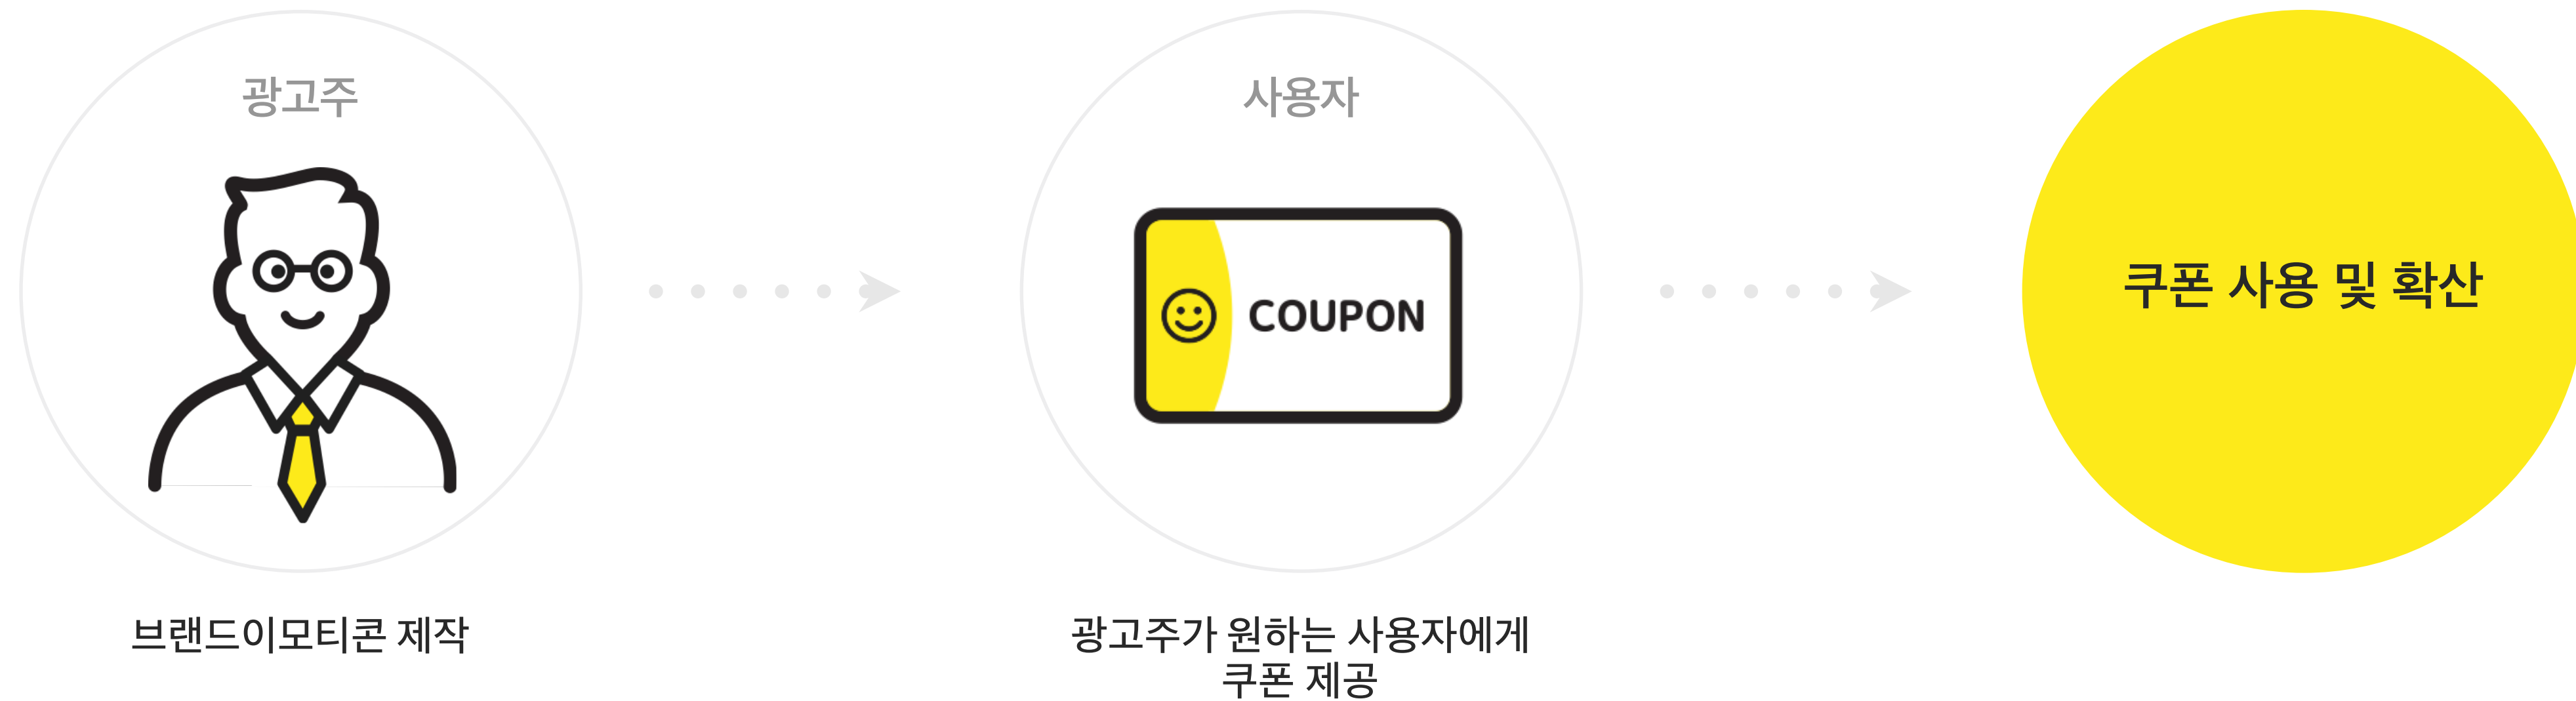 광고주
브랜드이모티콘 제작
사용자
COUPON
광고주가 원하는 사용자에게
쿠폰 제공
쿠폰 사용 및 확산